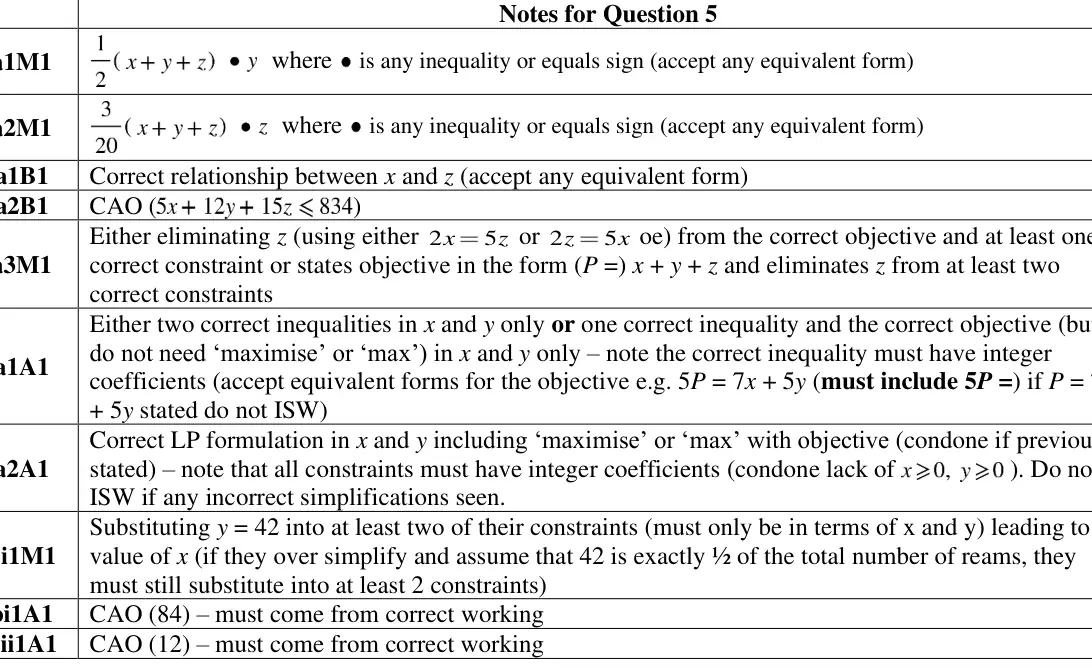 Notes for Question 5
a1M1 1/2 ( x + y + z ) • y where • is any inequality or equals sign (accept any equivalent form)
a2M1 3/20 ( x + y + z ) • z where • is any inequality or equals sign (accept any equivalent form)
a1B1 Correct relationship between x and z (accept any equivalent form)
a2B1 CAO (5x + 12y + 15z ⩽ 834)
Either eliminating z (using either 2x = 5z or 2z = 5x oe) from the correct objective and at least one
a3M1 correct constraint or states objective in the form (P =) x + y + z and eliminates z from at least two
correct constraints
Either two correct inequalities in x and y only or one correct inequality and the correct objective (bu
do not need ‘maximise’ or ‘max’) in x and y only – note the correct inequality must have integer
a1A1 coefficients (accept equivalent forms for the objective e.g. 5P = 7x + 5y (must include 5P =) if P =
+ 5y stated do not ISW)
Correct LP formulation in x and y including ‘maximise’ or ‘max’ with objective (condone if previou
a2A1 stated) – note that all constraints must have integer coefficients (condone lack of x⩾0, y⩾0 ). Do no
ISW if any incorrect simplifications seen.
Substituting y = 42 into at least two of their constraints (must only be in terms of x and y) leading to
i1M1 value of x (if they over simplify and assume that 42 is exactly ½ of the total number of reams, they
must still substitute into at least 2 constraints)
bi1A1 CAO (84) – must come from correct working
ii1A1 CAO (12) – must come from correct working